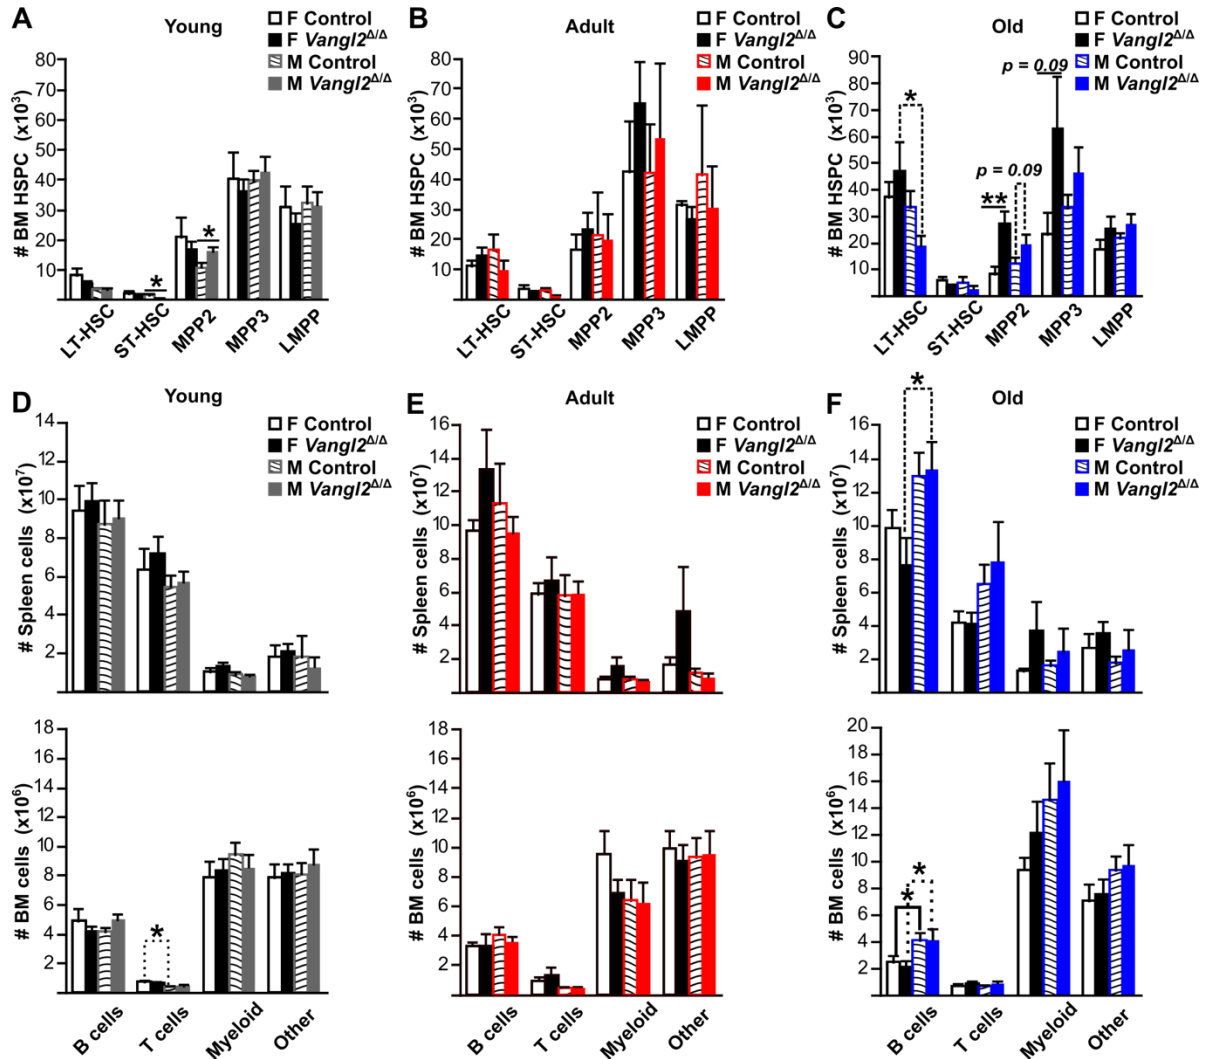 A
Young
F Control
F Vangl2Δ/Δ
M Control
M Vangl2Δ/Δ
# BM HSPC (x10³)
80
70
60
50
40
30
20
10
*
*
LT-HSC
ST-HSC
MPP2
MPP3
LMPP
B
Adult
F Control
F Vangl2Δ/Δ
M Control
M Vangl2Δ/Δ
# BM HSPC (x10³)
80
70
60
50
40
30
20
10
LT-HSC
ST-HSC
MPP2
MPP3
LMPP
C
Old
F Control
F Vangl2Δ/Δ
M Control
M Vangl2Δ/Δ
# BM HSPC (x10³)
90
80
70
60
50
40
30
20
10
*
**
p = 0.09
p = 0.09
LT-HSC
ST-HSC
MPP2
MPP3
LMPP
D
Young
F Control
F Vangl2Δ/Δ
M Control
M Vangl2Δ/Δ
# Spleen cells (x10⁷)
14
12
10
8
6
4
2
# BM cells (x10⁶)
18
16
14
12
10
8
6
4
2
*
B cells
T cells
Myeloid
Other
E
Adult
F Control
F Vangl2Δ/Δ
M Control
M Vangl2Δ/Δ
# Spleen cells (x10⁷)
16
14
12
10
8
6
4
2
# BM cells (x10⁶)
18
16
14
12
10
8
6
4
2
B cells
T cells
Myeloid
Other
F
Old
F Control
F Vangl2Δ/Δ
M Control
M Vangl2Δ/Δ
# Spleen cells (x10⁷)
16
14
12
10
8
6
4
2
*
# BM cells (x10⁶)
20
18
16
14
12
10
8
6
4
2
*
*
B cells
T cells
Myeloid
Other